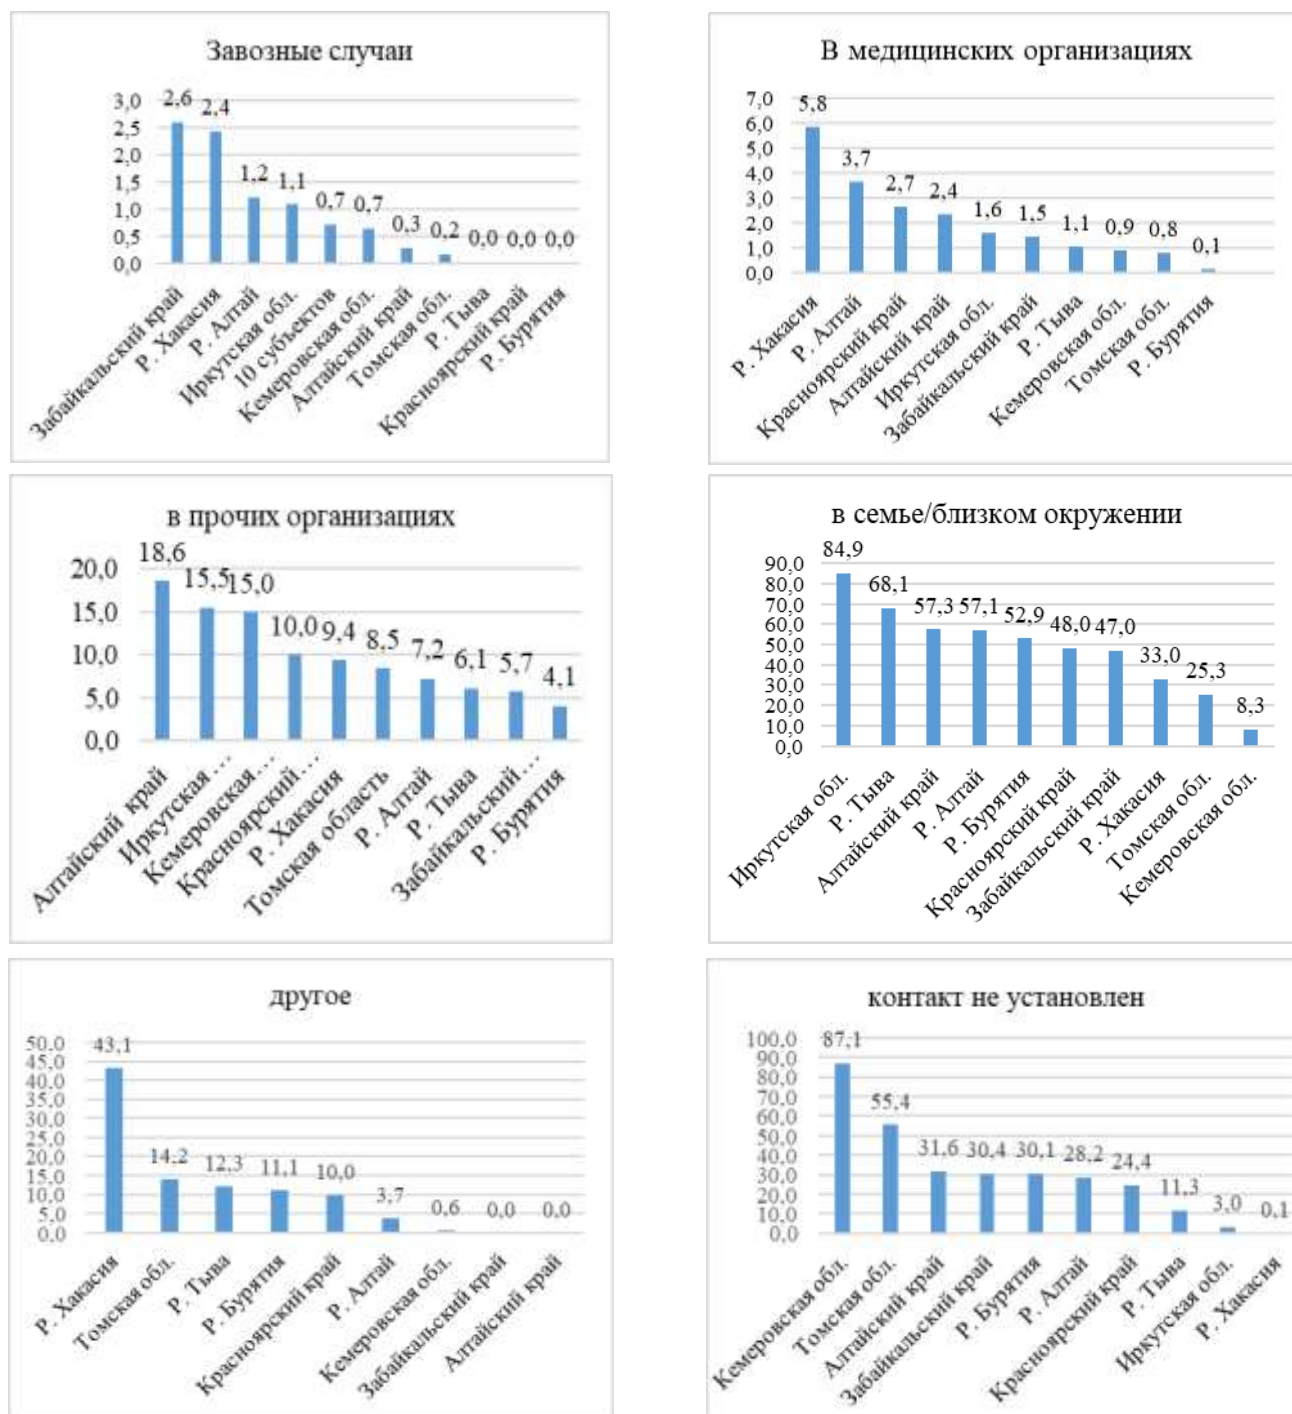 Завозные случаи
3,0
2,5
2,0
1,5
1,0
0,5
0,0
2,6
2,4
1,2
1,1
0,7
0,7
0,3
0,2
0,0
0,0
0,0
Забайкальский край
Р. Хакасия
Р. Алтай
Иркутская обл.
10 субъектов
Кемеровская обл.
Алтайский край
Томская обл.
Р. Тыва
Красноярский край
Р. Бурятия
В медицинских организациях
7,0
6,0
5,0
4,0
3,0
2,0
1,0
0,0
5,8
3,7
2,7
2,4
1,6
1,5
1,1
0,9
0,8
0,1
Р. Хакасия
Р. Алтай
Красноярский край
Алтайский край
Иркутская обл.
Забайкальский край
Р. Тыва
Кемеровская обл.
Томская обл.
Р. Бурятия
в прочих организациях
20,0
15,0
10,0
5,0
0,0
18,6
15,5
15,0
10,0
9,4
8,5
7,2
6,1
5,7
4,1
Алтайский край
Иркутская ...
Кемеровская ...
Красноярский ...
Р. Хакасия
Томская область
Р. Алтай
Р. Тыва
Забайкальский ...
Р. Бурятия
в семье/близком окружении
90,0
80,0
70,0
60,0
50,0
40,0
30,0
20,0
10,0
0,0
84,9
68,1
57,3
57,1
52,9
48,0
47,0
33,0
25,3
8,3
Иркутская обл.
Р. Тыва
Алтайский край
Р. Алтай
Р. Бурятия
Красноярский край
Забайкальский край
Р. Хакасия
Томская обл.
Кемеровская обл.
другое
50,0
45,0
40,0
35,0
30,0
25,0
20,0
15,0
10,0
5,0
0,0
43,1
14,2
12,3
11,1
10,0
3,7
0,6
0,0
0,0
Р. Хакасия
Томская обл.
Р. Тыва
Р. Бурятия
Красноярский край
Р. Алтай
Кемеровская обл.
Забайкальский край
Алтайский край
контакт не установлен
100,0
90,0
80,0
70,0
60,0
50,0
40,0
30,0
20,0
10,0
0,0
87,1
55,4
31,6
30,4
30,1
28,2
24,4
11,3
3,0
0,1
Кемеровская обл.
Томская обл.
Алтайский край
Забайкальский край
Р. Бурятия
Р. Алтай
Красноярский край
Р. Тыва
Иркутская обл.
Р. Хакасия